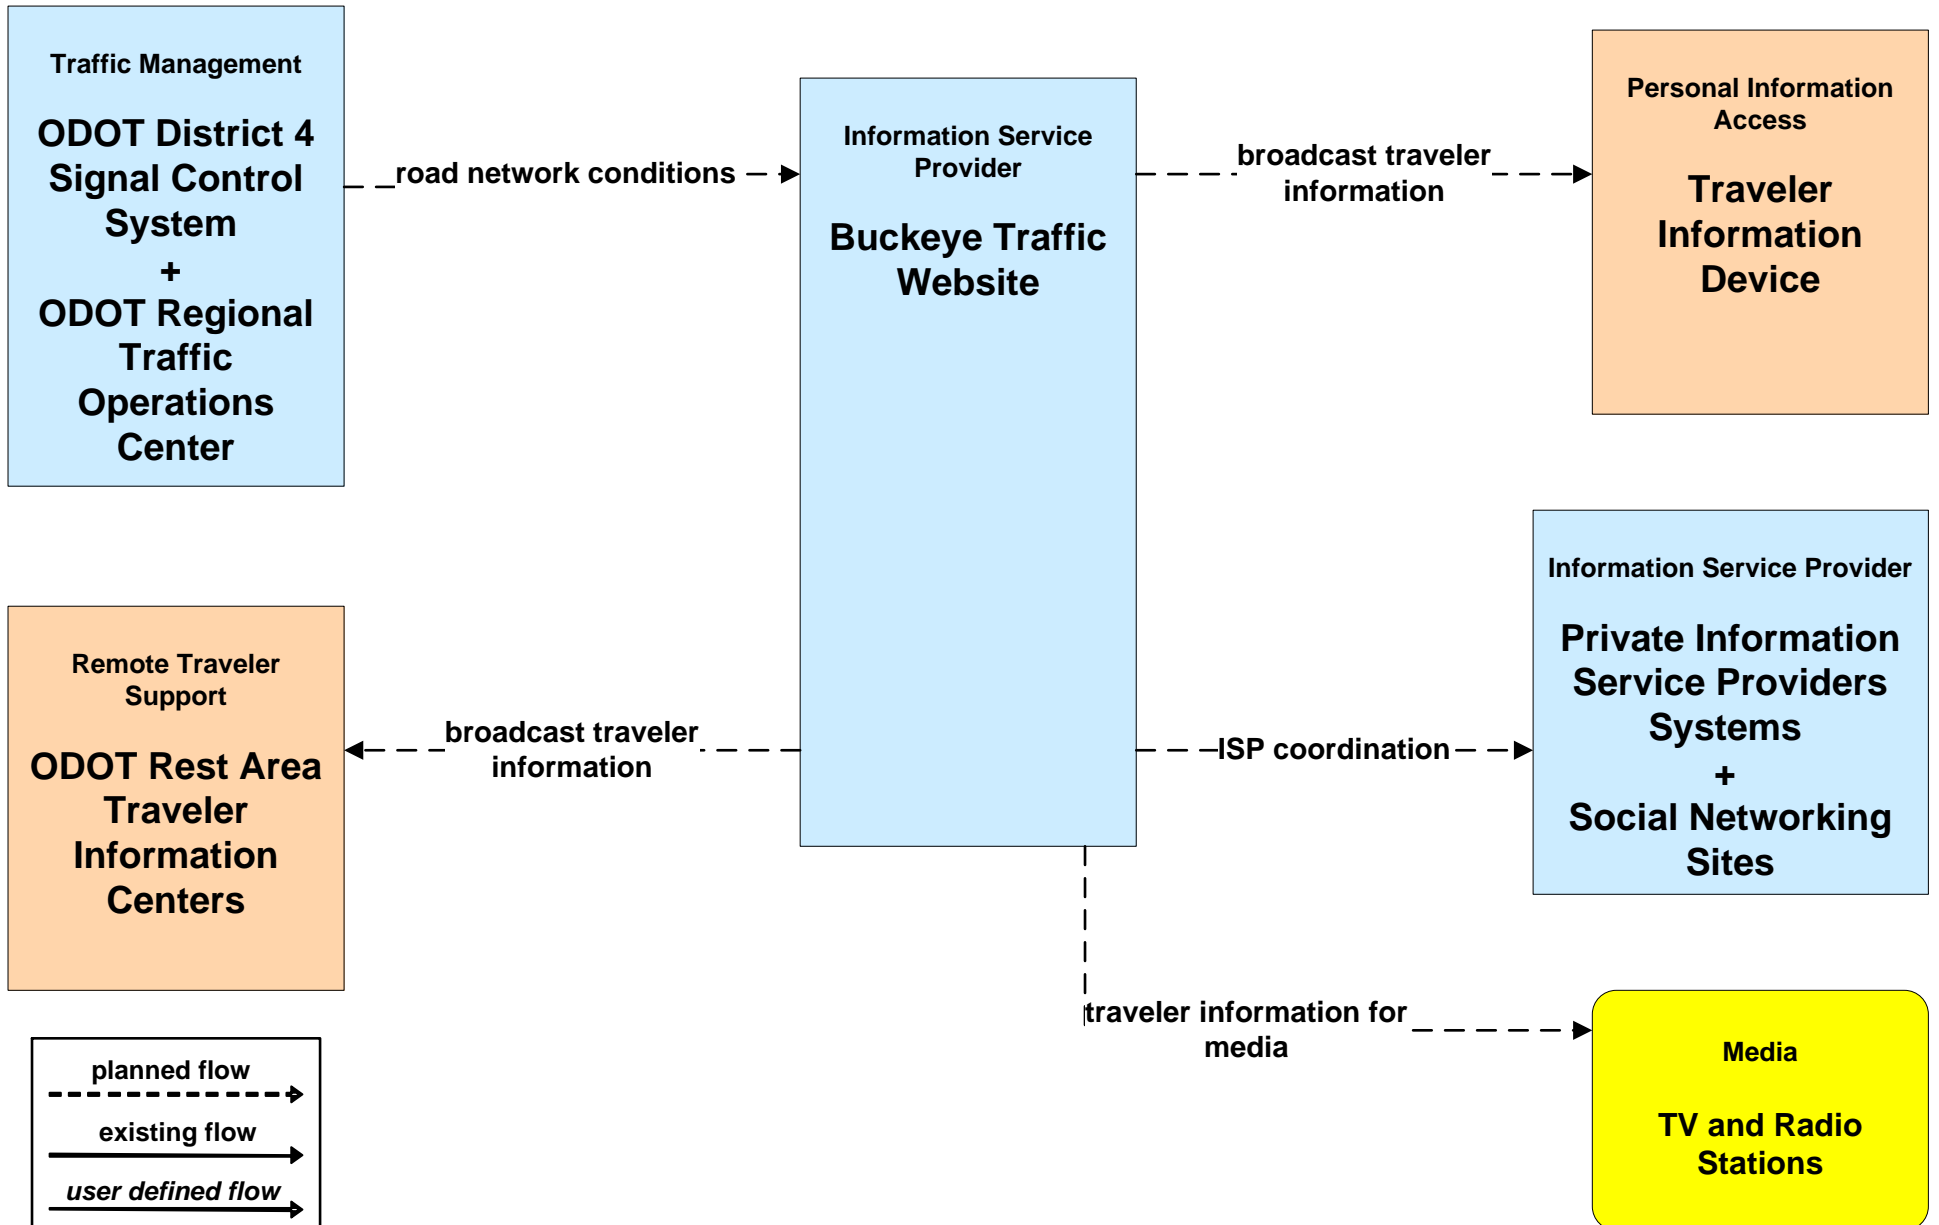 Traffic Management
ODOT District 4
Signal Control
System
+
ODOT Regional
Traffic
Operations
Center
road network conditions
Information Service
Provider
Buckeye Traffic
Website
broadcast traveler
information
Personal Information
Access
Traveler
Information
Device
Remote Traveler
Support
ODOT Rest Area
Traveler
Information
Centers
broadcast traveler
information
ISP coordination
Information Service Provider
Private Information
Service Providers
Systems
+
Social Networking
Sites
traveler information for
media
Media
TV and Radio
Stations
planned flow
existing flow
user defined flow